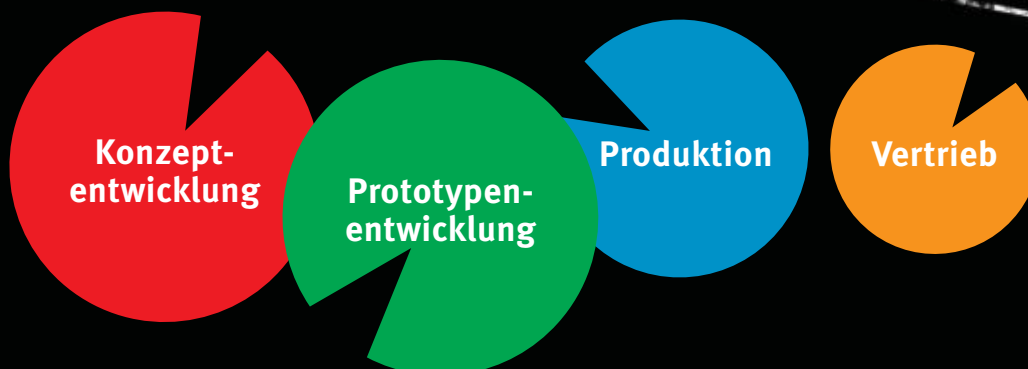 Konzept-
entwicklung
Prototypen-
entwicklung
Produktion
Vertrieb